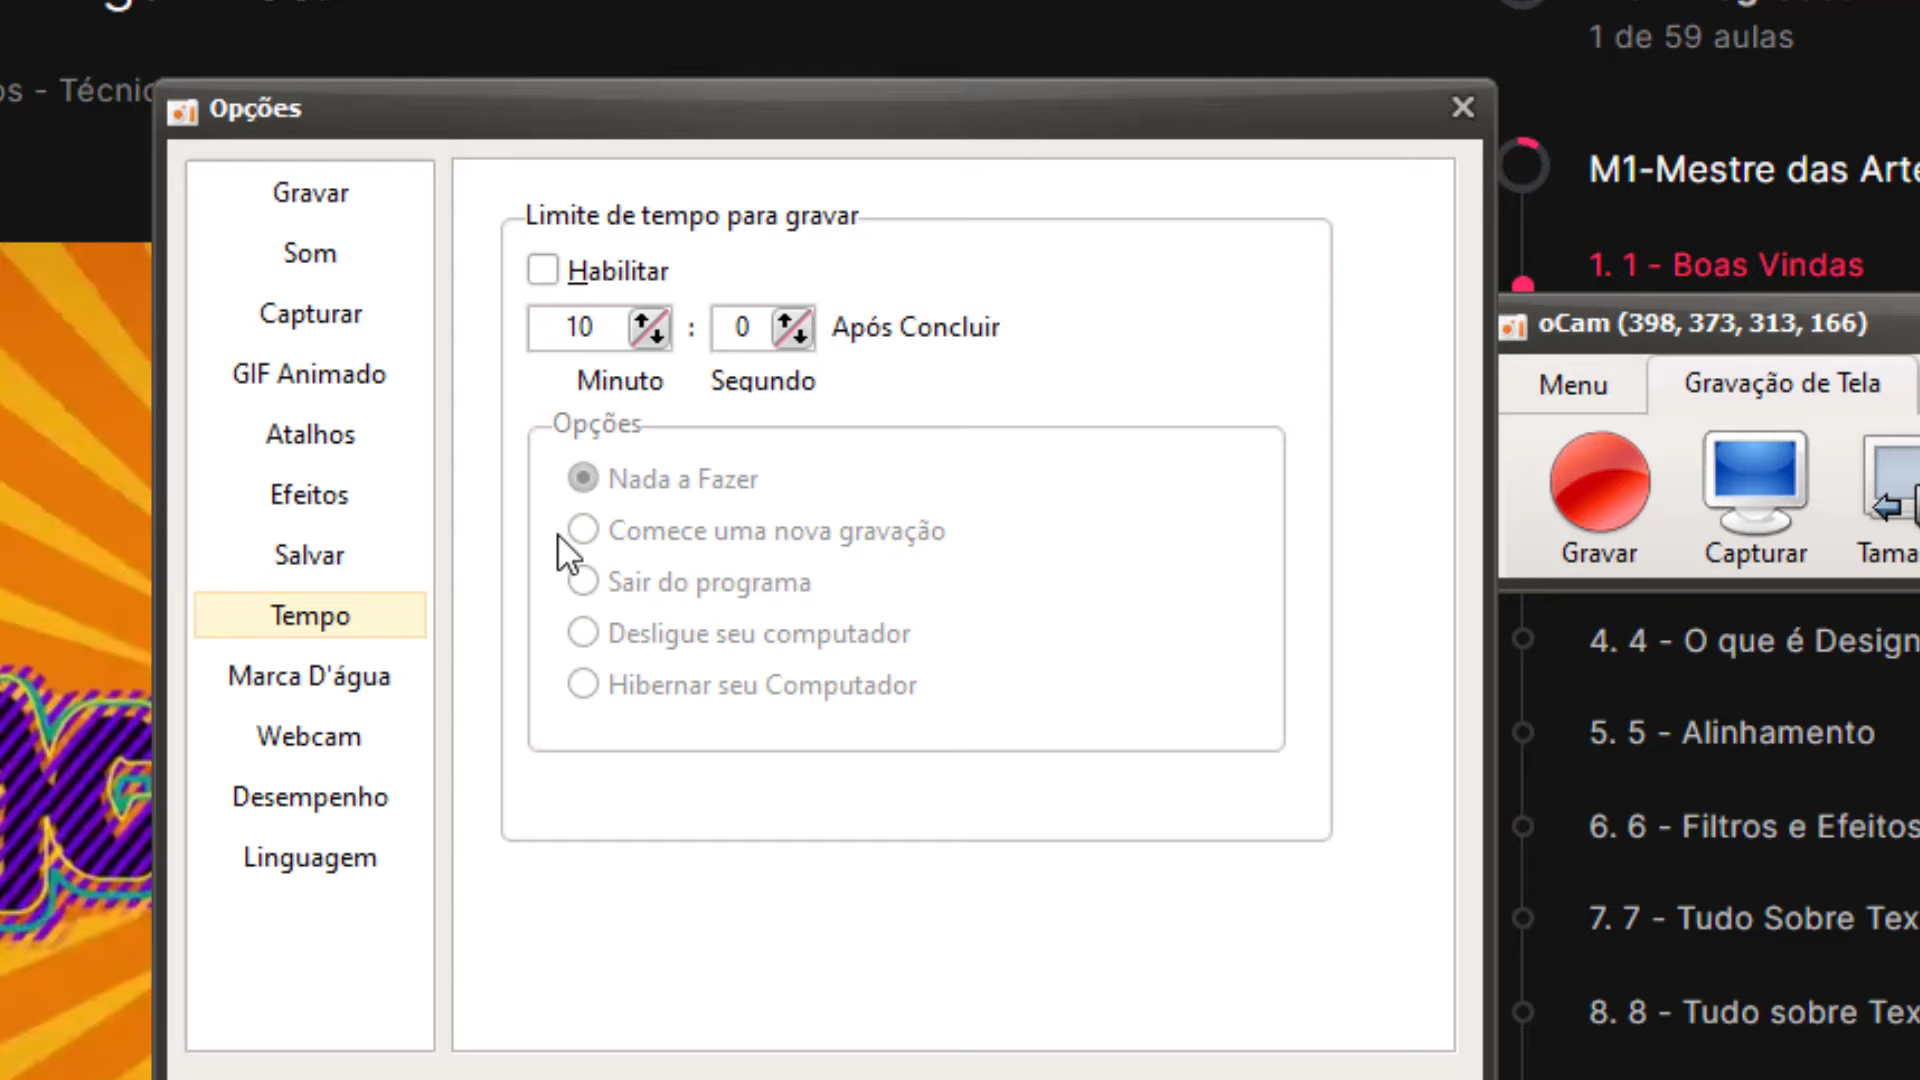 1 de 59 aulas
os - Técnic
Opções
M1-Mestre das Arte
1. 1 - Boas Vindas
Gravar
Som
Capturar
GIF Animado
Atalhos
Efeitos
Salvar
Tempo
Marca D'água
Webcam
Desempenho
Linguagem
Limite de tempo para gravar
Habilitar
10 : 0 Após Concluir
Minuto Segundo
Opções
Nada a Fazer
Comece uma nova gravação
Sair do programa
Desligue seu computador
Hibernar seu Computador
oCam (398, 373, 313, 166)
Menu Gravação de Tela
Gravar Capturar Tama
4. 4 - O que é Design
5. 5 - Alinhamento
6. 6 - Filtros e Efeitos
7. 7 - Tudo Sobre Tex
8. 8 - Tudo sobre Tex